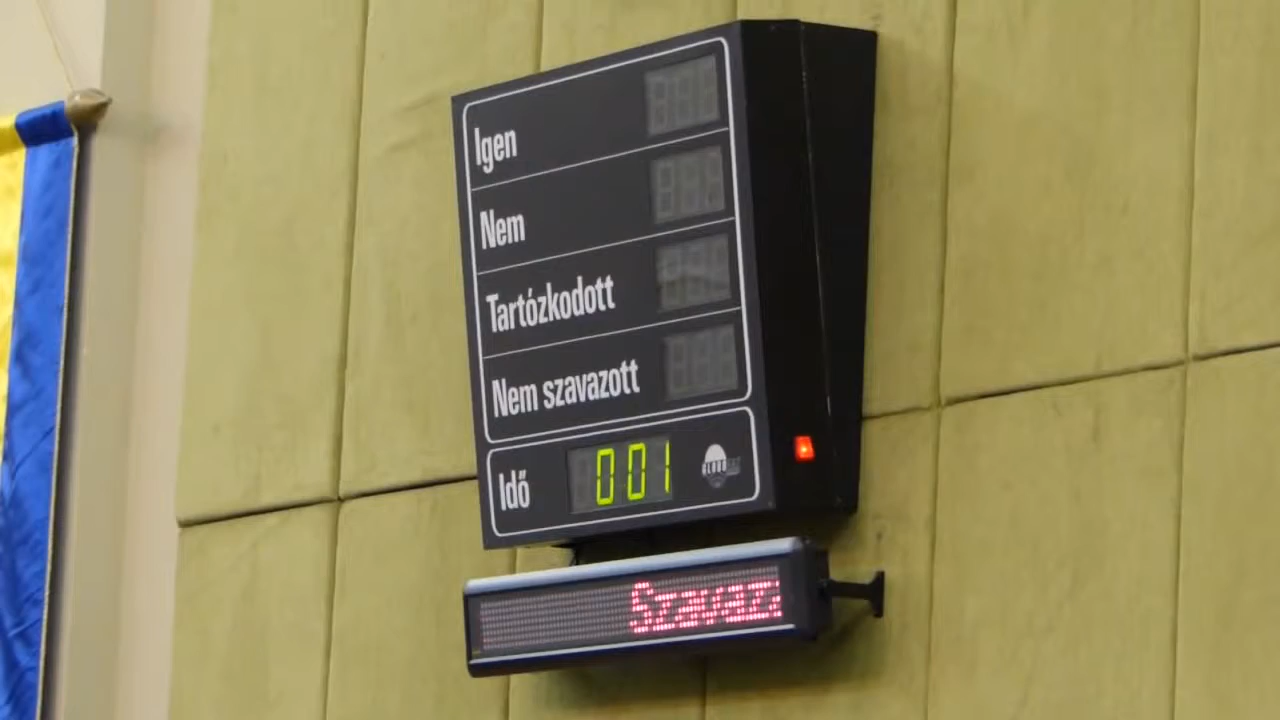 Igen
Nem
Tartózkodott
Nem szavazott
Idő 001
Szavaz